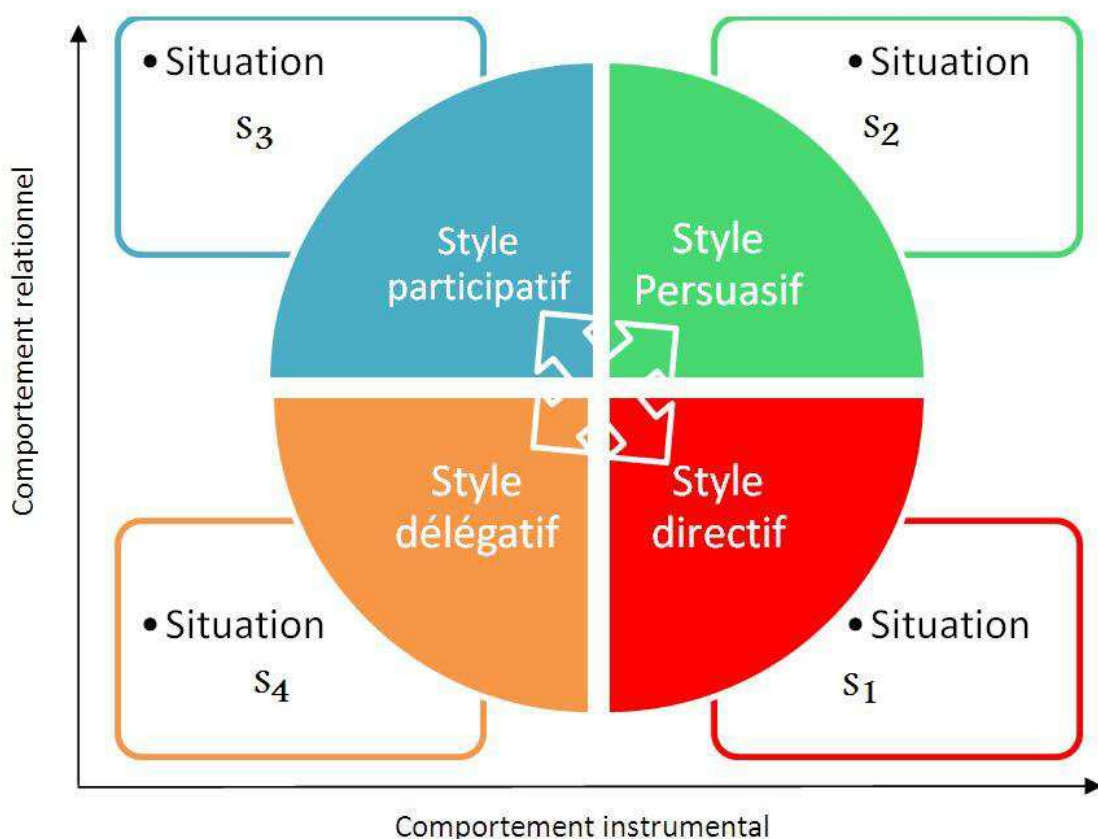 • Situation
s₃
• Situation
s₂
Comportement relationnel
Style
participatif
Style
Persuasif
Style
délégatif
Style
directif
• Situation
s₄
• Situation
s₁
Comportement instrumental